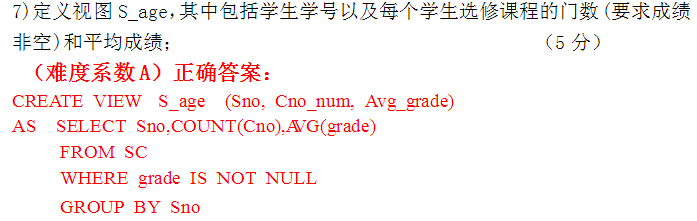 7)定义视图S_age,其中包括学生学号以及每个学生选修课程的门数(要求成绩
非空)和平均成绩; (5分)
(难度系数A)正确答案:
CREATE VIEW S_age (Sno, Cno_num, Avg_grade)
AS SELECT Sno,COUNT(Cno),AVG(grade)
FROM SC
WHERE grade IS NOT NULL
GROUP BY Sno